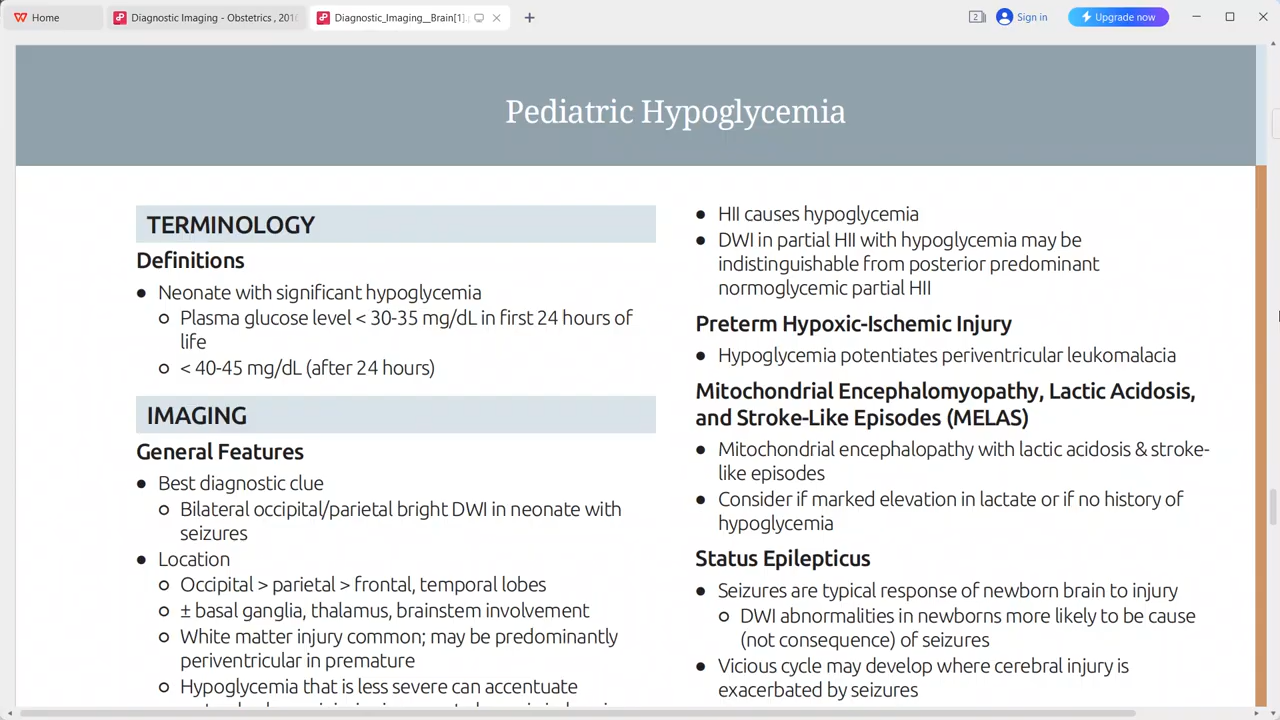 Home
Diagnostic Imaging - Obstetrics , 201
Diagnostic_Imaging__Brain[1].
2
Sign in
Upgrade now
Pediatric Hypoglycemia
TERMINOLOGY
Definitions
● Neonate with significant hypoglycemia
○ Plasma glucose level < 30-35 mg/dL in first 24 hours of
life
○ < 40-45 mg/dL (after 24 hours)
IMAGING
General Features
● Best diagnostic clue
○ Bilateral occipital/parietal bright DWI in neonate with
seizures
● Location
○ Occipital > parietal > frontal, temporal lobes
○ ± basal ganglia, thalamus, brainstem involvement
○ White matter injury common; may be predominantly
periventricular in premature
○ Hypoglycemia that is less severe can accentuate
● HII causes hypoglycemia
● DWI in partial HII with hypoglycemia may be
indistinguishable from posterior predominant
normoglycemic partial HII
Preterm Hypoxic-Ischemic Injury
● Hypoglycemia potentiates periventricular leukomalacia
Mitochondrial Encephalomyopathy, Lactic Acidosis,
and Stroke-Like Episodes (MELAS)
● Mitochondrial encephalopathy with lactic acidosis & stroke-
like episodes
● Consider if marked elevation in lactate or if no history of
hypoglycemia
Status Epilepticus
● Seizures are typical response of newborn brain to injury
○ DWI abnormalities in newborns more likely to be cause
(not consequence) of seizures
● Vicious cycle may develop where cerebral injury is
exacerbated by seizures